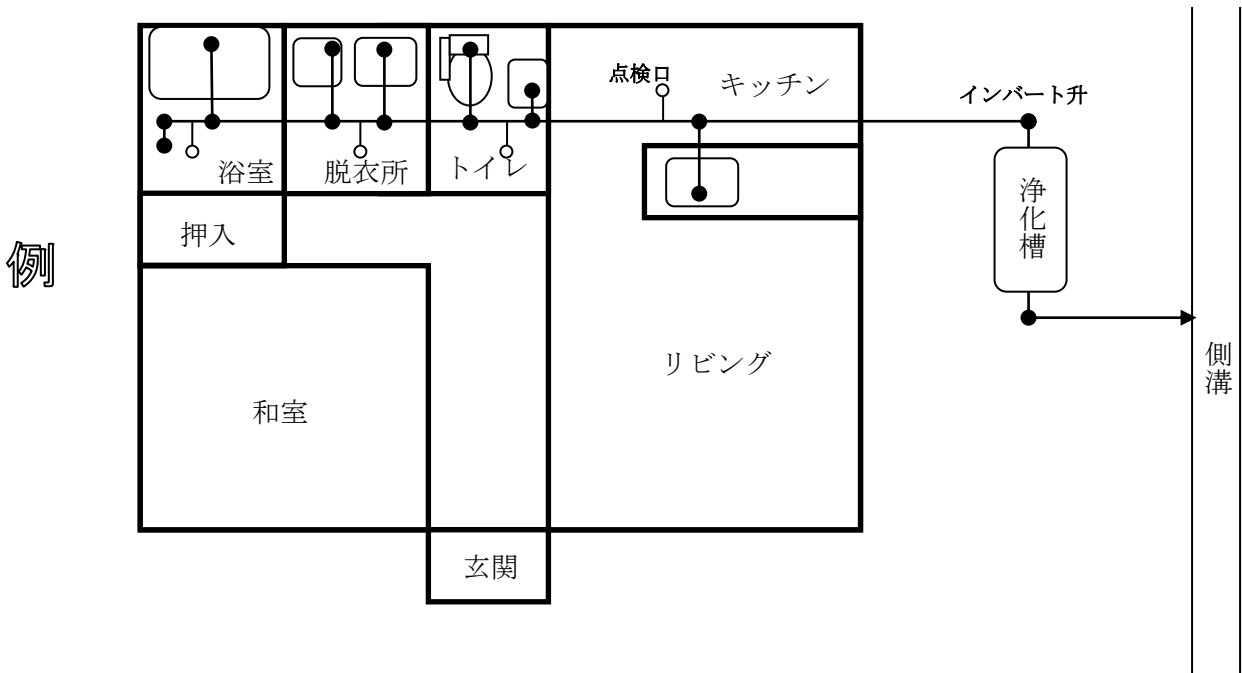 点検口
キッチン
インバート升
浴室
脱衣所
トイレ
浄化槽
押入
例
側溝
リビング
和室
玄関